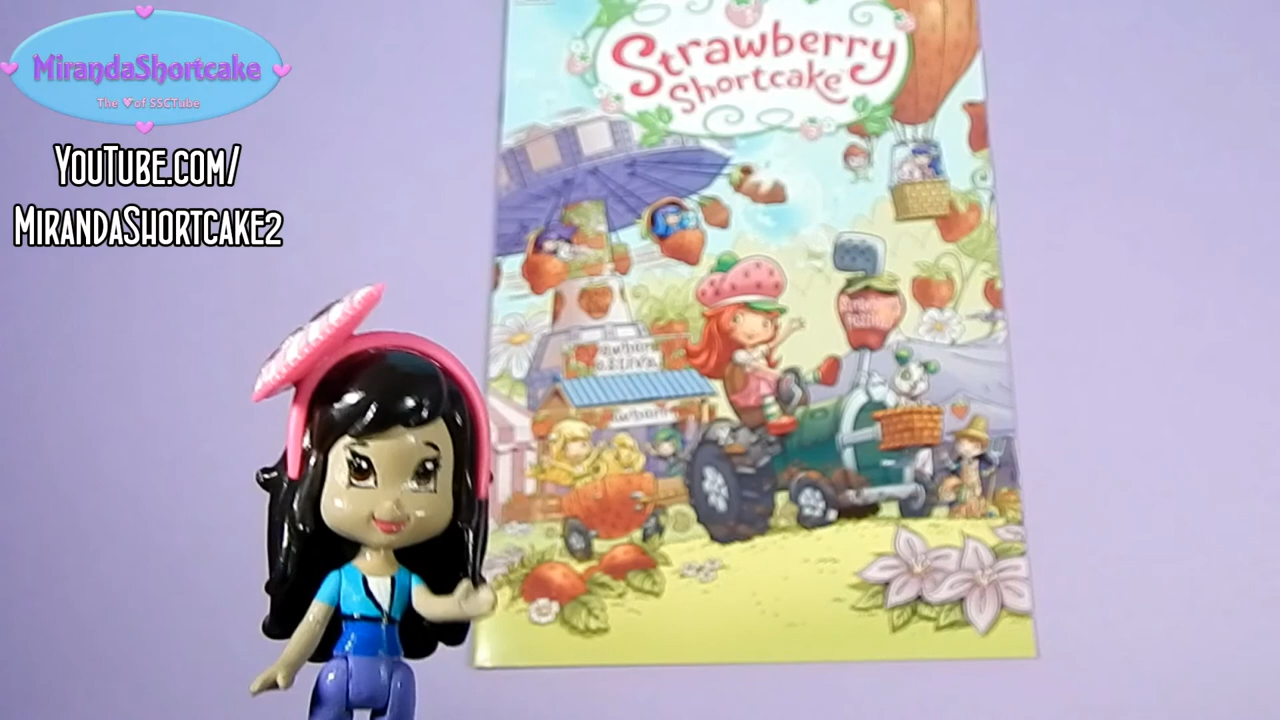 MirandaShortcake
The ♥ of SSCTube
YouTube.com/
MirandaShortcake2
Strawberry
Shortcake